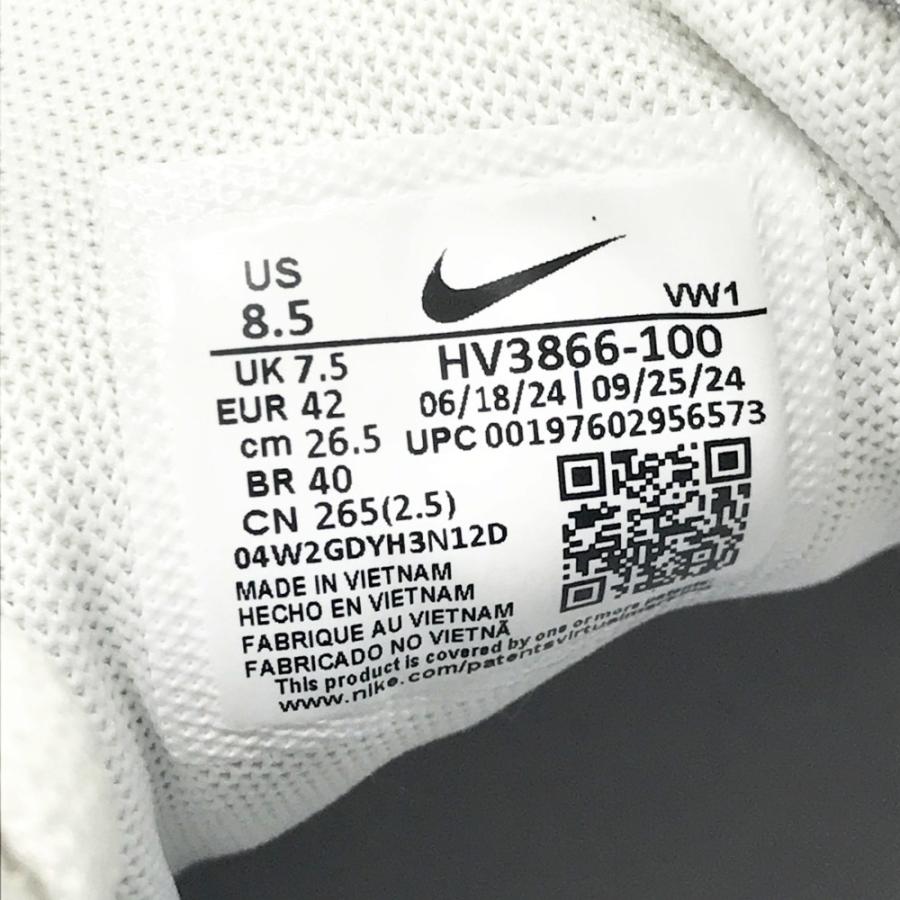 US
8.5
VW1
UK 7.5
HV3866-100
EUR 42
06/18/24 | 09/25/24
cm 26.5
UPC 00197602956573
BR 40
CN 265(2.5)
04W2GDYH3N12D
MADE IN VIETNAM
HECHO EN VIETNAM
FABRIQUE AU VIETNAM
FABRICADO NO VIETNÃ
This product is covered by one or more patents.
www.nike.com/patentsvirtual